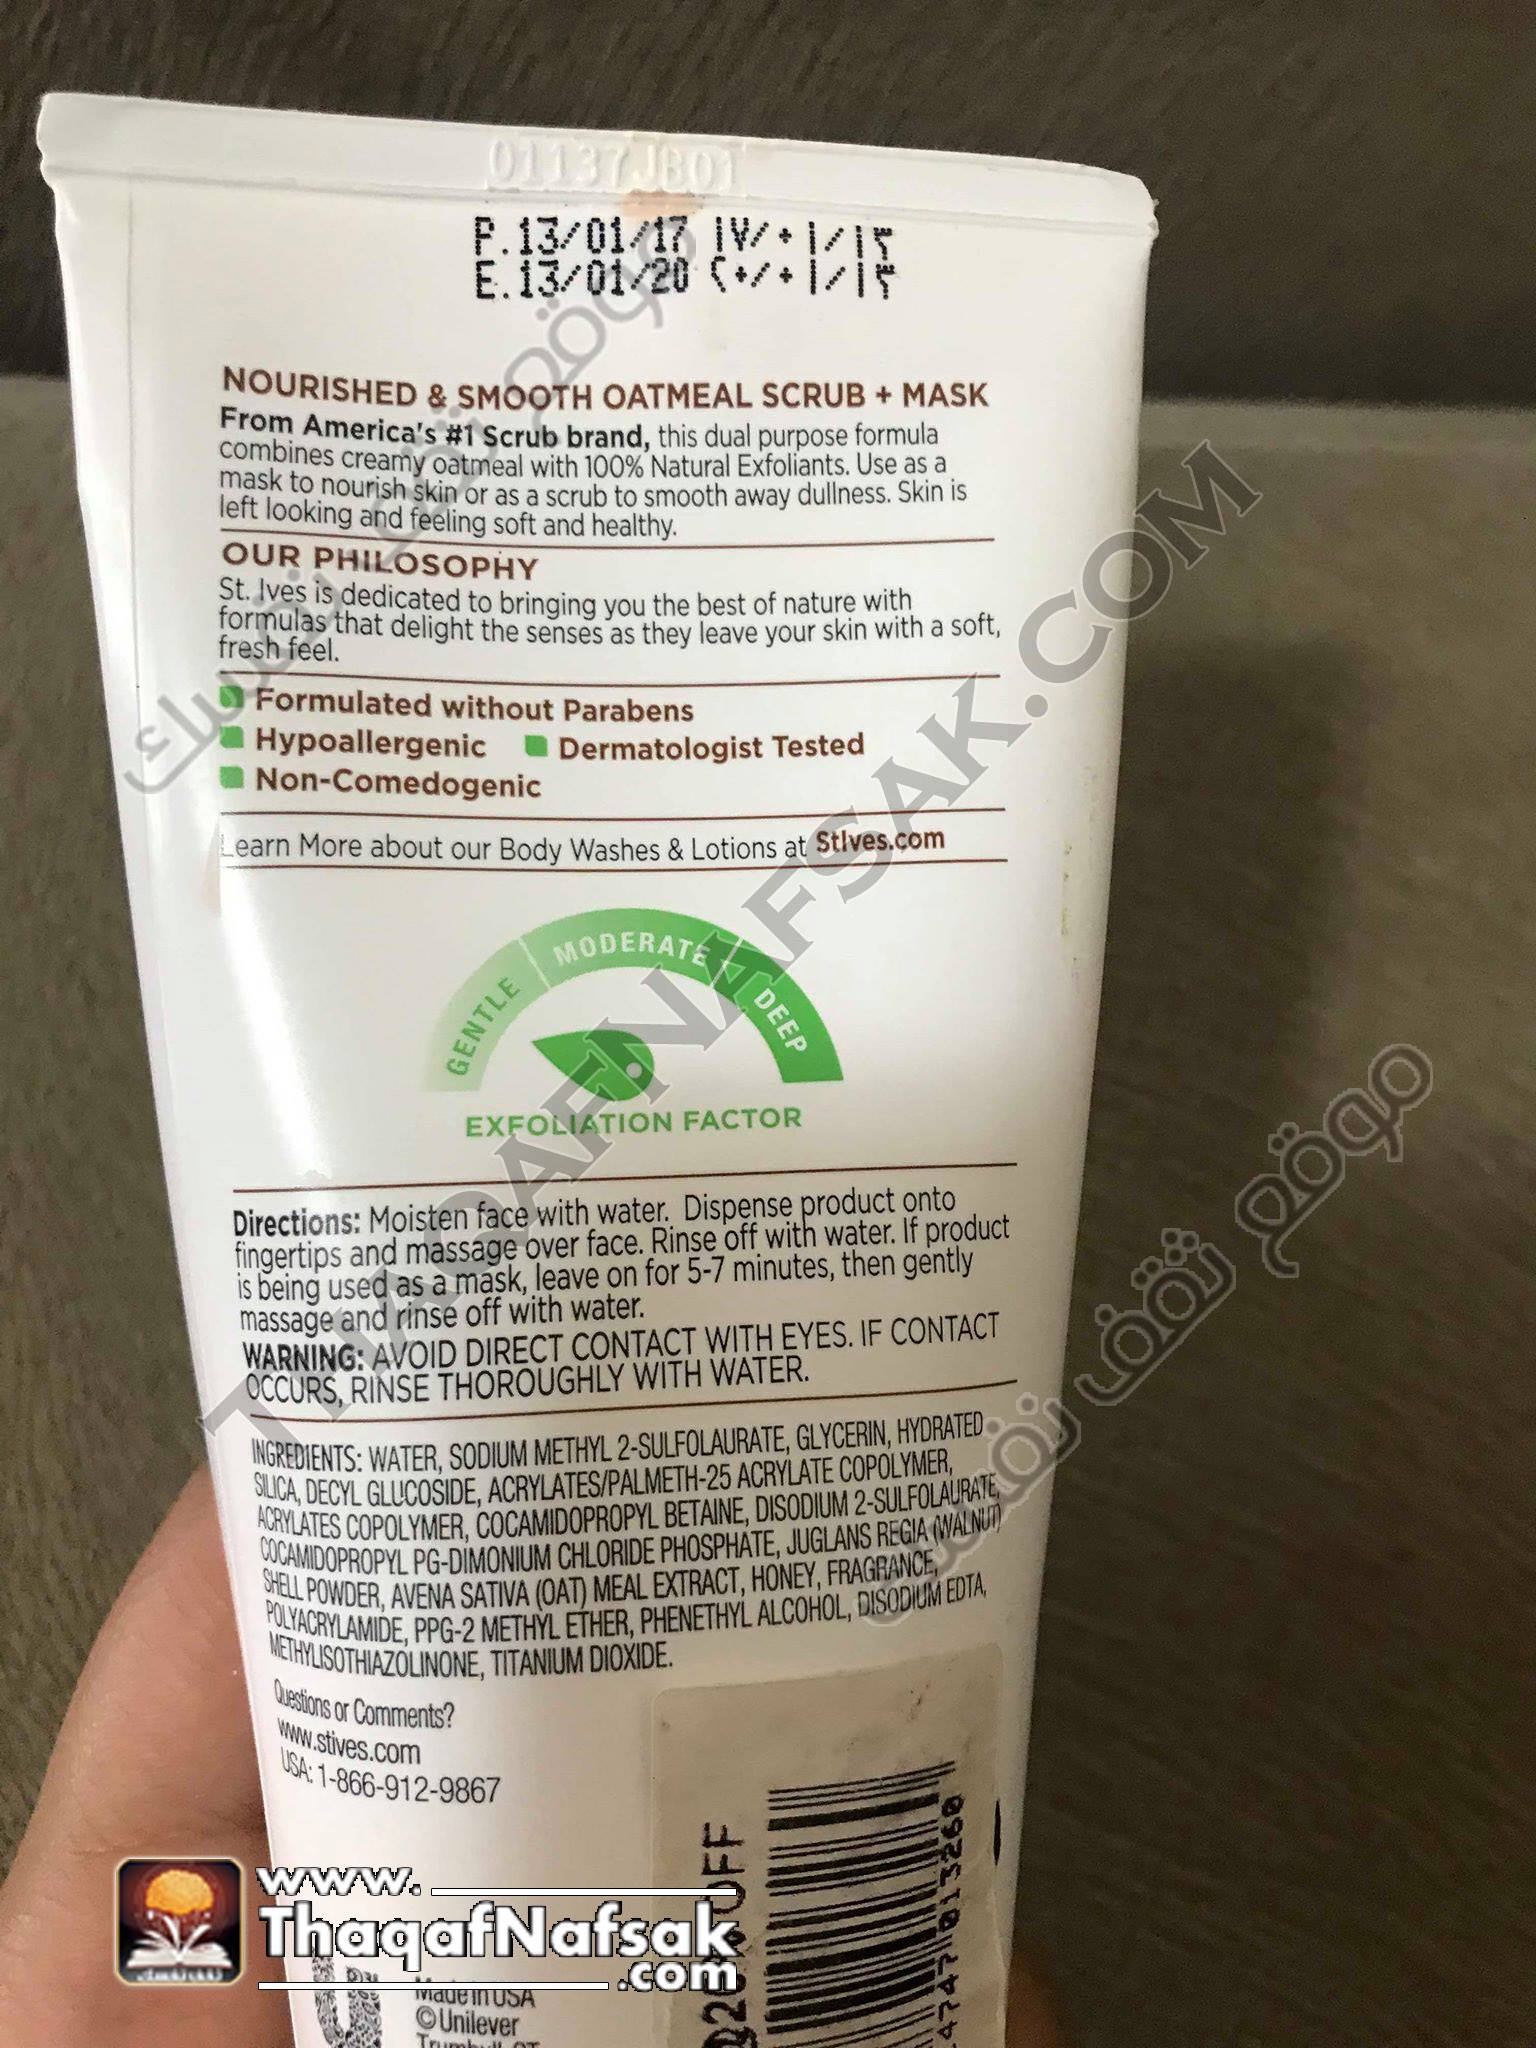 01137JB01
P.13/01/17 ١٧/٠١/١٣
E.13/01/20 ٢٠/٠١/١٣
NOURISHED & SMOOTH OATMEAL SCRUB + MASK
From America's #1 Scrub brand, this dual purpose formula
combines creamy oatmeal with 100% Natural Exfoliants. Use as a
mask to nourish skin or as a scrub to smooth away dullness. Skin is
left looking and feeling soft and healthy.
OUR PHILOSOPHY
St. Ives is dedicated to bringing you the best of nature with
formulas that delight the senses as they leave your skin with a soft,
fresh feel.
Formulated without Parabens
Hypoallergenic Dermatologist Tested
Non-Comedogenic
Learn More about our Body Washes & Lotions at StIves.com
GENTLE MODERATE DEEP
EXFOLIATION FACTOR
Directions: Moisten face with water. Dispense product onto
fingertips and massage over face. Rinse off with water. If product
is being used as a mask, leave on for 5-7 minutes, then gently
massage and rinse off with water.
WARNING: AVOID DIRECT CONTACT WITH EYES. IF CONTACT
OCCURS, RINSE THOROUGHLY WITH WATER.
INGREDIENTS: WATER, SODIUM METHYL 2-SULFOLAURATE, GLYCERIN, HYDRATED
SILICA, DECYL GLUCOSIDE, ACRYLATES/PALMETH-25 ACRYLATE COPOLYMER,
ACRYLATES COPOLYMER, COCAMIDOPROPYL BETAINE, DISODIUM 2-SULFOLAURATE,
COCAMIDOPROPYL PG-DIMONIUM CHLORIDE PHOSPHATE, JUGLANS REGIA (WALNUT)
SHELL POWDER, AVENA SATIVA (OAT) MEAL EXTRACT, HONEY, FRAGRANCE,
POLYACRYLAMIDE, PPG-2 METHYL ETHER, PHENETHYL ALCOHOL, DISODIUM EDTA,
METHYLISOTHIAZOLINONE, TITANIUM DIOXIDE.
Questions or Comments?
www.stives.com
USA: 1-866-912-9867
Made in USA
© Unilever
OFF
موقع ثقف نفسك
THAQAFNAFSAK.COM
موقع ثقف نفسك
www.
ThaqafNafsak
.com
ثقف نفسك